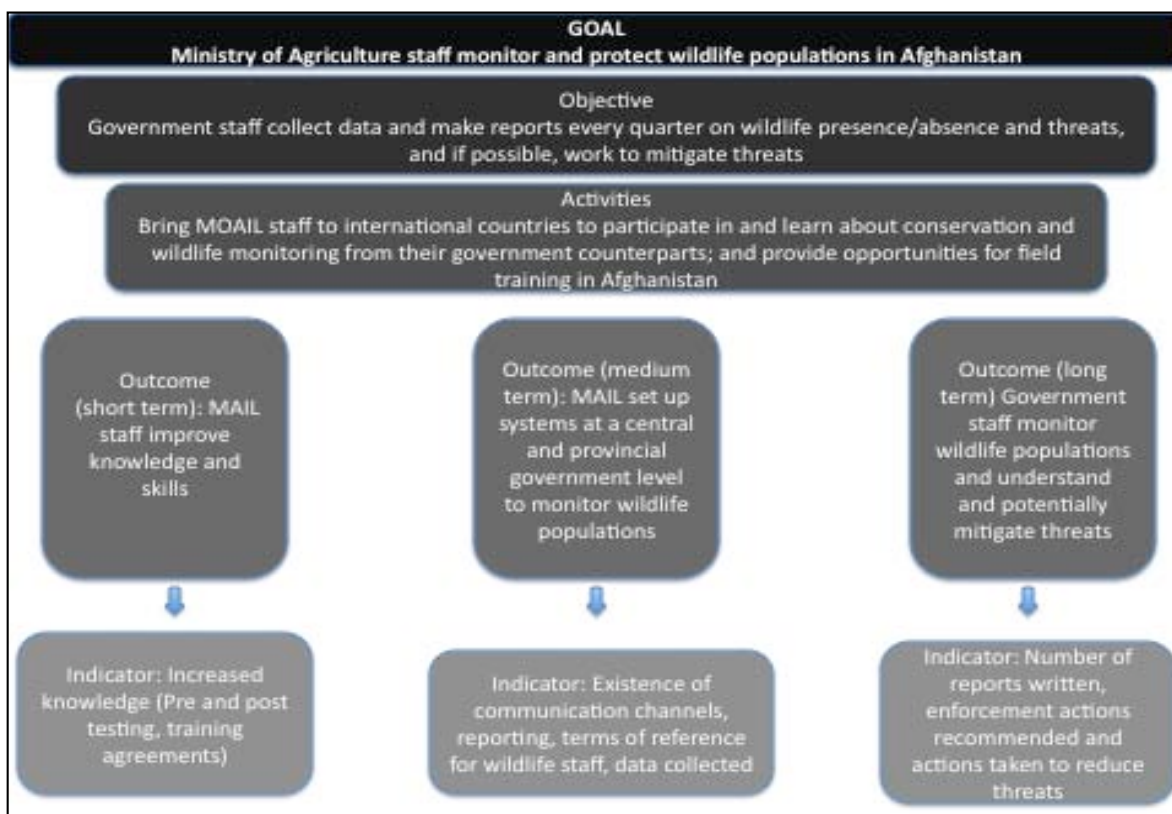 GOAL
Ministry of Agriculture staff monitor and protect wildlife populations in Afghanistan
Objective
Government staff collect data and make reports every quarter on wildlife presence/absence and threats,
and if possible, work to mitigate threats
Activities
Bring MOAIL staff to international countries to participate in and learn about conservation and
wildlife monitoring from their government counterparts; and provide opportunities for field
training in Afghanistan
Outcome
(short term): MAIL
staff improve
knowledge and
skills
Outcome (medium
term): MAIL set up
systems at a central
and provincial
government level
to monitor wildlife
populations
Outcome (long
term) Government
staff monitor
wildlife populations
and understand
and potentially
mitigate threats
Indicator: Increased
knowledge (Pre and post
testing, training
agreements)
Indicator: Existence of
communication channels,
reporting, terms of reference
for wildlife staff, data collected
Indicator: Number of
reports written,
enforcement actions
recommended and
actions taken to reduce
threats